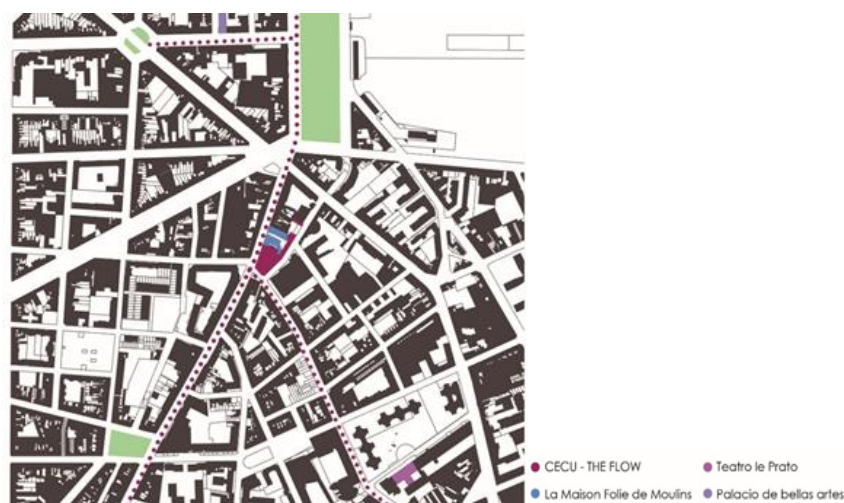 CECU - THE FLOW
Teatro le Prato
La Maison Folie de Moulins
Palacio de bellas artes